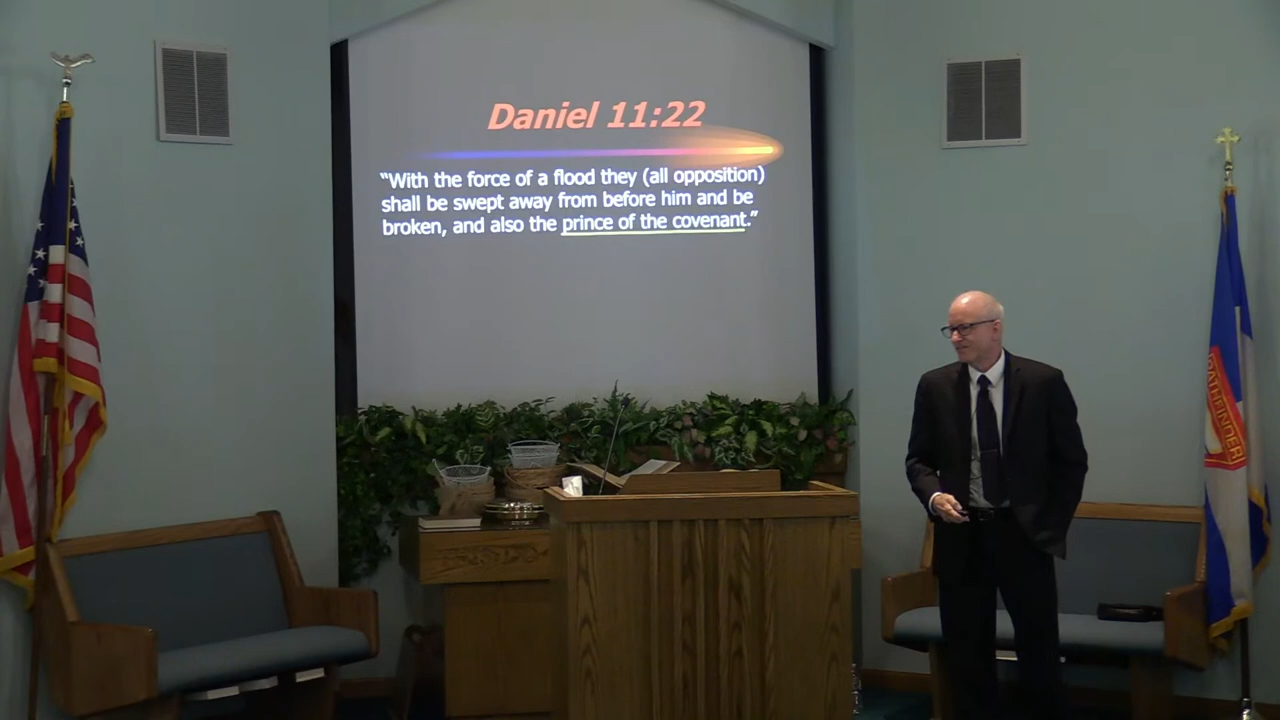 Daniel 11:22
“With the force of a flood they (all opposition)
shall be swept away from before him and be
broken, and also the prince of the covenant.”
PATHFINDER